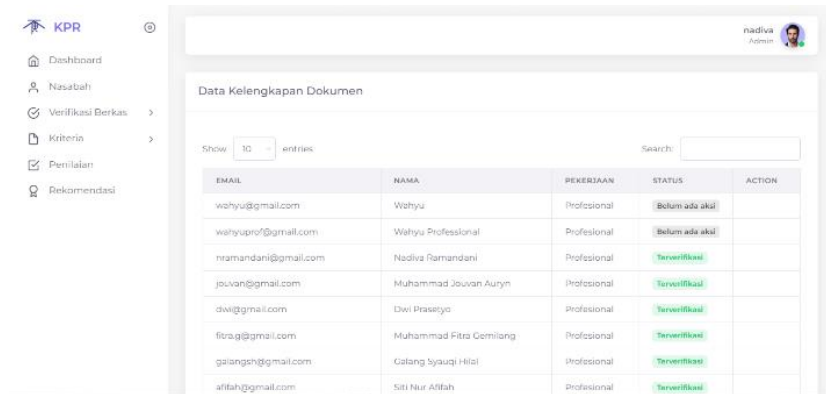 KPR
nadiva
Admin
Dashboard
Nasabah
Verifikasi Berkas
Kriteria
Penilaian
Rekomendasi
Data Kelengkapan Dokumen
Show 10 entries
Search:
EMAIL NAMA PEKERJAAN STATUS ACTION
wahyu@gmail.com Wahyu Profesional Belum ada aksi
wahyuprof@gmail.com Wahyu Professional Profesional Belum ada aksi
nramandani@gmail.com Nadiva Ramandani Profesional Terverifikasi
jouvan@gmail.com Muhammad Jouvan Auryn Profesional Terverifikasi
dwi@gmail.com Dwi Prasetyo Profesional Terverifikasi
fitra.g@gmail.com Muhammad Fitra Gemilang Profesional Terverifikasi
galangsh@gmail.com Galang Syauqi Hilal Profesional Terverifikasi
afifah@gmail.com Siti Nur Afifah Profesional Terverifikasi